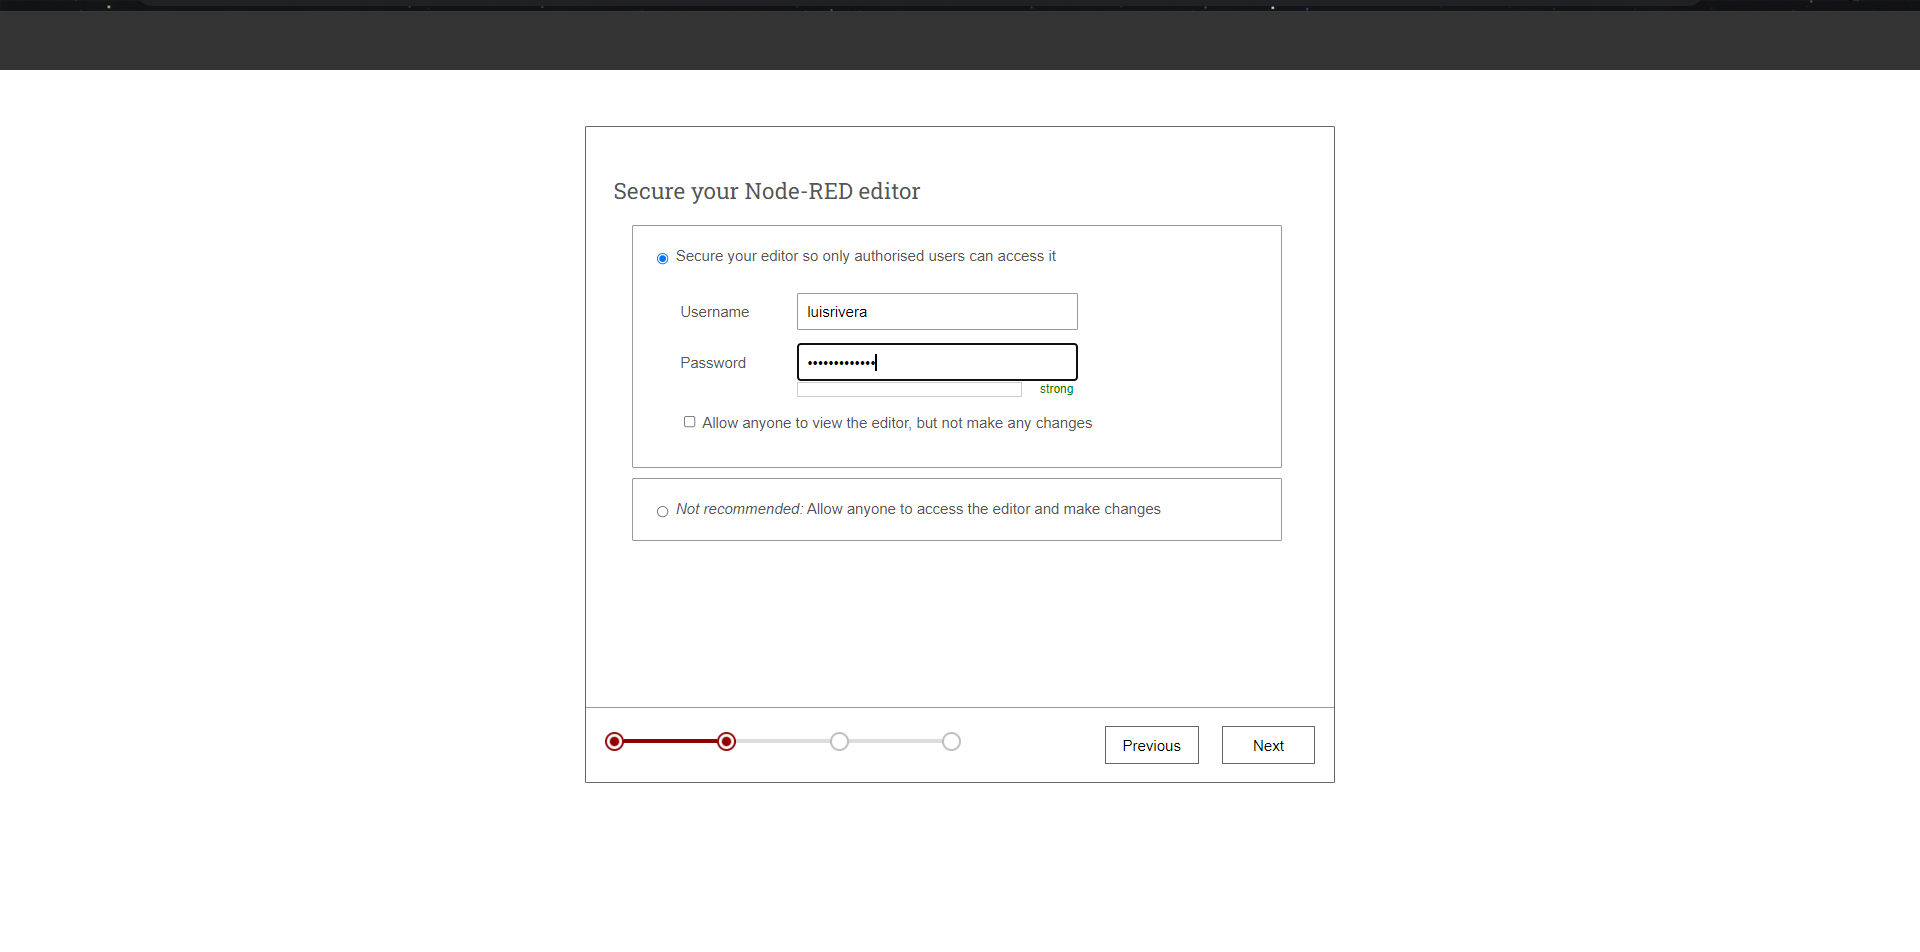 Secure your Node-RED editor
Secure your editor so only authorised users can access it
Username luisrivera
Password •••••••••••••
strong
Allow anyone to view the editor, but not make any changes
Not recommended: Allow anyone to access the editor and make changes
Previous Next